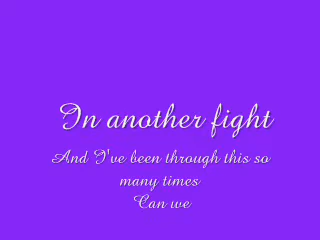 In another fight
And I've been through this so
many times
Can we